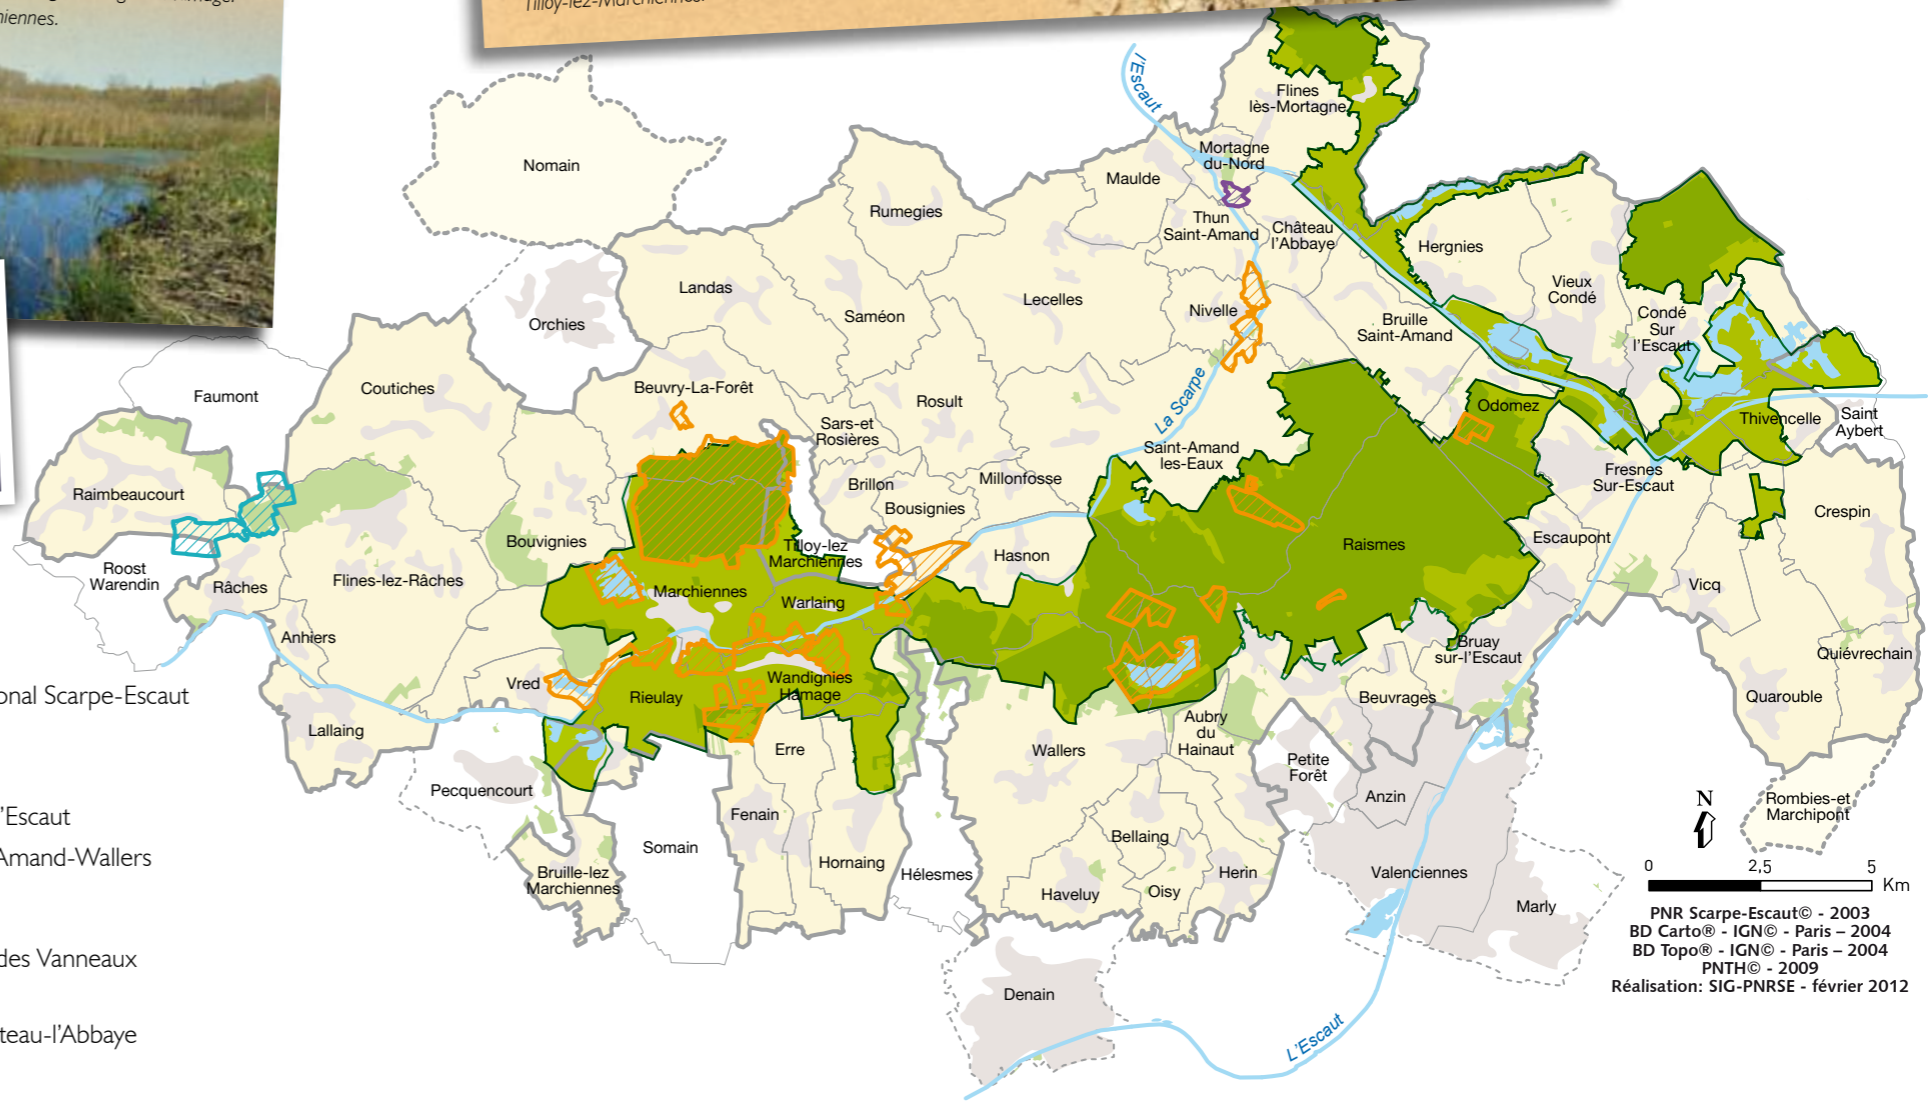 hiennes.
Tilloy-lez-Marchiennes.
l'Escaut
Flines
lès-Mortagne
Mortagne
du-Nord
Nomain
Maulde
Rumegies
Thun
Saint-Amand
Château
l'Abbaye
Hergnies
Landas
Lecelles
Vieux
Condé
Saméon
Nivelle
Orchies
Bruille
Saint-Amand
Condé
Sur
l'Escaut
Faumont
Coutiches
Beuvry-La-Forêt
Rosult
La Scarpe
Odomez
Thivencelle
Saint
Aybert
Sars-et
Rosières
Saint-Amand
les-Eaux
Raimbeaucourt
Brillon
Millonfosse
Fresnes
Sur-Escaut
Bousignies
Crespin
Bouvignies
Tilloy-lez
Marchiennes
Hasnon
Raismes
Escaupont
Roost
Warendin
Râches
Flines-lez-Râches
Marchiennes
Warlaing
Vicq
Anhiers
Bruay
sur-l'Escaut
Quiévrechain
Vred
Rieulay
Wandignies
Hamage
Beuvrages
Quarouble
onal Scarpe-Escaut
Lallaing
Erre
Wallers
Aubry
du
Hainaut
Petite
Forêt
Pecquencourt
Anzin
Rombies-et
Marchipont
'Escaut
Fenain
Bellaing
Amand-Wallers
Somain
Hornaing
Bruille-lez
Marchiennes
Hélesmes
Haveluy
Oisy
Herin
Valenciennes
Marly
des Vanneaux
Denain
teau-l'Abbaye
L'Escaut
N
0 2,5 5
Km
PNR Scarpe-Escaut© - 2003
BD Carto® - IGN© - Paris – 2004
BD Topo® - IGN© - Paris – 2004
PNTH© - 2009
Réalisation: SIG-PNRSE - février 2012